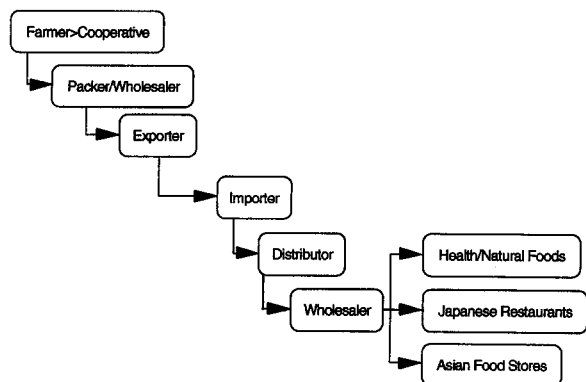 Farmer>Cooperative
Packer/Wholesaler
Exporter
Importer
Distributor
Health/Natural Foods
Wholesaler
Japanese Restaurants
Asian Food Stores